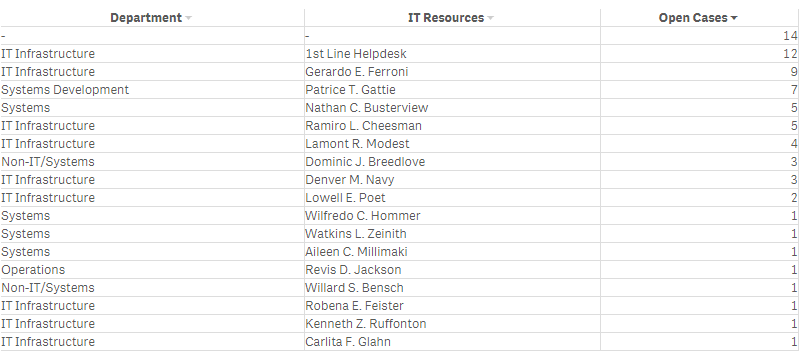 Department IT Resources Open Cases
- - 14
IT Infrastructure 1st Line Helpdesk 12
IT Infrastructure Gerardo E. Ferroni 9
Systems Development Patrice T. Gattie 7
Systems Nathan C. Busterview 5
IT Infrastructure Ramiro L. Cheesman 5
IT Infrastructure Lamont R. Modest 4
Non-IT/Systems Dominic J. Breedlove 3
IT Infrastructure Denver M. Navy 3
IT Infrastructure Lowell E. Poet 2
Systems Wilfredo C. Hommer 1
Systems Watkins L. Zeinith 1
Systems Aileen C. Millimaki 1
Operations Revis D. Jackson 1
Non-IT/Systems Willard S. Bensch 1
IT Infrastructure Robena E. Feister 1
IT Infrastructure Kenneth Z. Ruffonton 1
IT Infrastructure Carlita F. Glahn 1